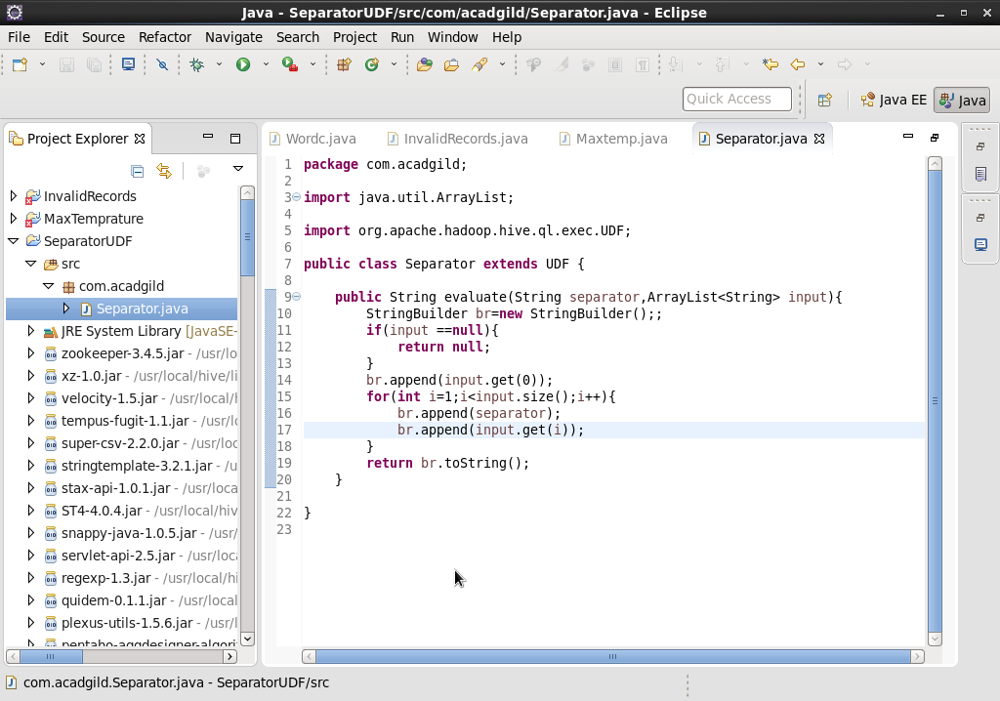 Java - SeparatorUDF/src/com/acadgild/Separator.java - Eclipse
File Edit Source Refactor Navigate Search Project Run Window Help
Quick Access
Java EE
Java
Project Explorer
InvalidRecords
MaxTemprature
SeparatorUDF
src
com.acadgild
Separator.java
JRE System Library [JavaSE-
zookeeper-3.4.5.jar - /usr/lo
xz-1.0.jar - /usr/local/hive/li
velocity-1.5.jar - /usr/local/
tempus-fugit-1.1.jar - /usr/
super-csv-2.2.0.jar - /usr/lo
stringtemplate-3.2.1.jar - /us
stax-api-1.0.1.jar - /usr/loca
ST4-4.0.4.jar - /usr/local/hiv
snappy-java-1.0.5.jar - /usr/
servlet-api-2.5.jar - /usr/loca
regexp-1.3.jar - /usr/local/hi
quidem-0.1.1.jar - /usr/local
plexus-utils-1.5.6.jar - /usr/l
pentaho-aggdesigner-algori
Wordc.java InvalidRecords.java Maxtemp.java Separator.java
1 package com.acadgild;
2
3 import java.util.ArrayList;
4
5 import org.apache.hadoop.hive.ql.exec.UDF;
6
7 public class Separator extends UDF {
8
9     public String evaluate(String separator,ArrayList<String> input){
10         StringBuilder br=new StringBuilder();;
11         if(input ==null){
12             return null;
13         }
14         br.append(input.get(0));
15         for(int i=1;i<input.size();i++){
16             br.append(separator);
17             br.append(input.get(i));
18         }
19         return br.toString();
20     }
21
22 }
23
com.acadgild.Separator.java - SeparatorUDF/src